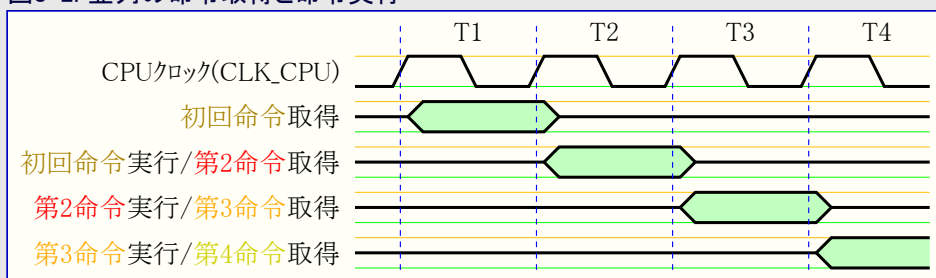 T1 T2 T3 T4
CPUクロック(CLK_CPU)
初回命令取得
初回命令実行/第2命令取得
第2命令実行/第3命令取得
第3命令実行/第4命令取得